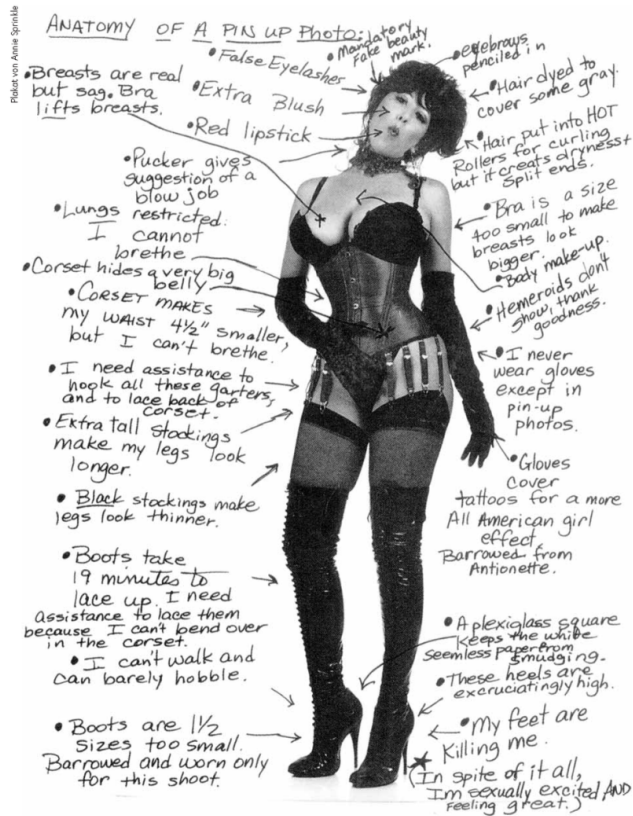 Plakat von Annie Sprinkle
ANATOMY OF A PIN UP PHOTO:
• Mandatory
Fake beauty
mark.
• False Eyelashes
• eyebrows
penciled in
• Breasts are real
but sag. Bra
lifts breasts.
• Extra Blush
• Red lipstick
• Hair dyed to
cover some gray.
• Hair put into HOT
Rollers for curling
but it creats dryness +
Split ends.
• Pucker gives
suggestion of a
blow job
• Lungs restricted.
I cannot
brethe
• Bra is a size
too small to make
breasts look
bigger.
• Body make-up.
• Corset hides a very big
belly
• Hemeroids don't
show, thank
goodness.
• CORSET MAKES
my WAIST 4½" smaller,
but I can't brethe.
• I need assistance to
hook all these garters,
and to lace back of
corset.
• I never
wear gloves
except in
pin-up
photos.
• Extra tall stockings
make my legs look
longer.
• Black stockings make
legs look thinner.
• Gloves
cover
tattoos for a more
All American girl
effect
Barrowed from
Antionette.
• Boots take
19 minutes to
lace up. I need
assistance to lace them
because I can't bend over
in the corset.
• I can't walk and
can barely hobble.
• A plexiglass square
keeps the white
seemless paper from
smudging.
• These heels are
excruciatingly high.
• Boots are 1½
sizes too small.
Barrowed and worn only
for this shoot.
• My feet are
Killing me.
(In spite of it all,
I'm sexually excited AND
Feeling great.)